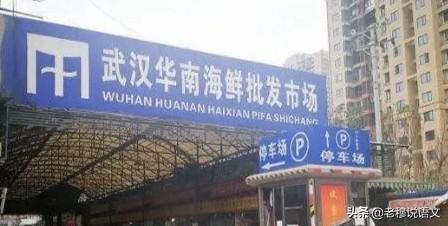 武汉华南海鲜批发市场
WUHAN HUANAN HAIXIAN PIFA SHICHANG
停车场 P
↑ P 停车场
头条 @老穆说语文